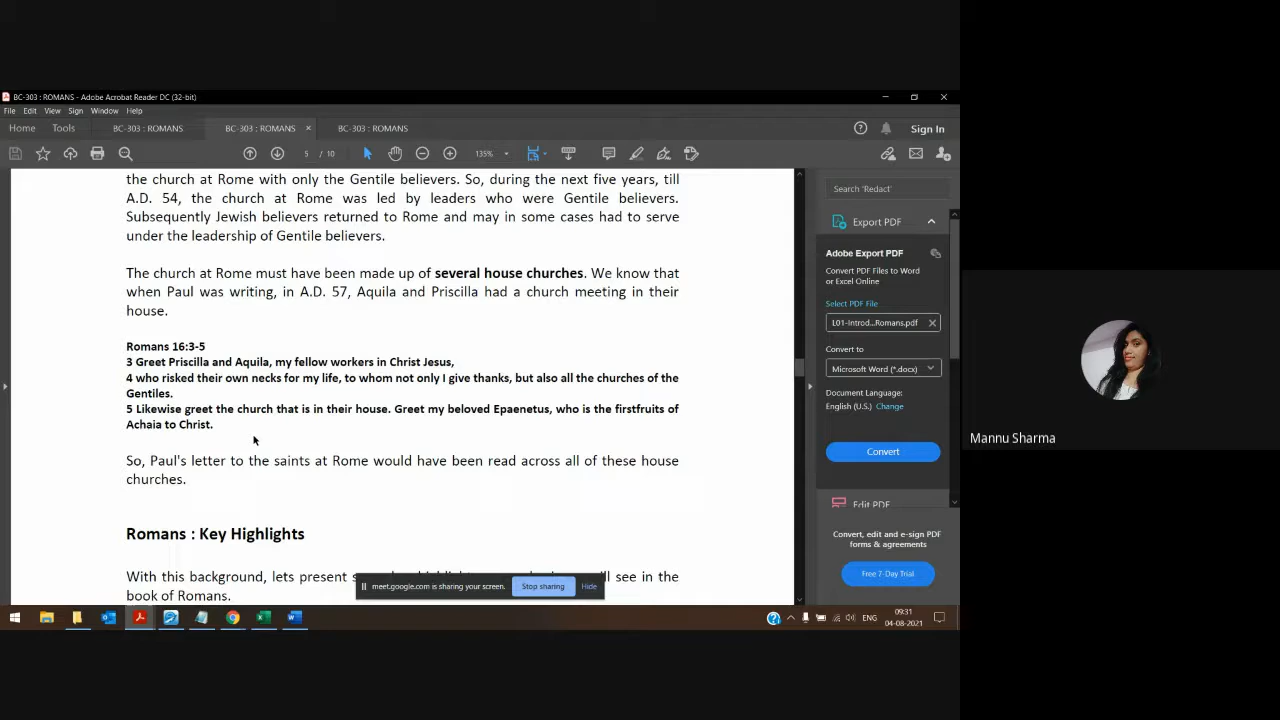 BC-303 : ROMANS - Adobe Acrobat Reader DC (32-bit)
File Edit View Sign Window Help
Home Tools BC-303 : ROMANS BC-303 : ROMANS × BC-303 : ROMANS Sign In
5 / 10 135%
the church at Rome with only the Gentile believers. So, during the next five years, till
A.D. 54, the church at Rome was led by leaders who were Gentile believers.
Subsequently Jewish believers returned to Rome and may in some cases had to serve
under the leadership of Gentile believers.
The church at Rome must have been made up of several house churches. We know that
when Paul was writing, in A.D. 57, Aquila and Priscilla had a church meeting in their
house.
Romans 16:3-5
3 Greet Priscilla and Aquila, my fellow workers in Christ Jesus,
4 who risked their own necks for my life, to whom not only I give thanks, but also all the churches of the
Gentiles.
5 Likewise greet the church that is in their house. Greet my beloved Epaenetus, who is the firstfruits of
Achaia to Christ.
So, Paul's letter to the saints at Rome would have been read across all of these house
churches.
Romans : Key Highlights
With this background, lets present see in the
book of Romans.
meet.google.com is sharing your screen. Stop sharing Hide
Search 'Redact'
Export PDF
Adobe Export PDF
Convert PDF Files to Word
or Excel Online
Select PDF File
L01-Introd...Romans.pdf
Convert to
Microsoft Word (*.docx)
Document Language:
English (U.S.) Change
Convert
Edit PDF
Convert, edit and e-sign PDF
forms & agreements
Free 7-Day Trial
ENG
09:31
04-08-2021
Mannu Sharma